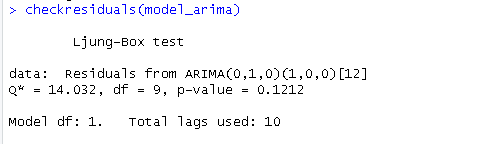 > checkresiduals(model_arima)
Ljung-Box test
data:  Residuals from ARIMA(0,1,0)(1,0,0)[12]
Q* = 14.032, df = 9, p-value = 0.1212
Model df: 1.   Total lags used: 10